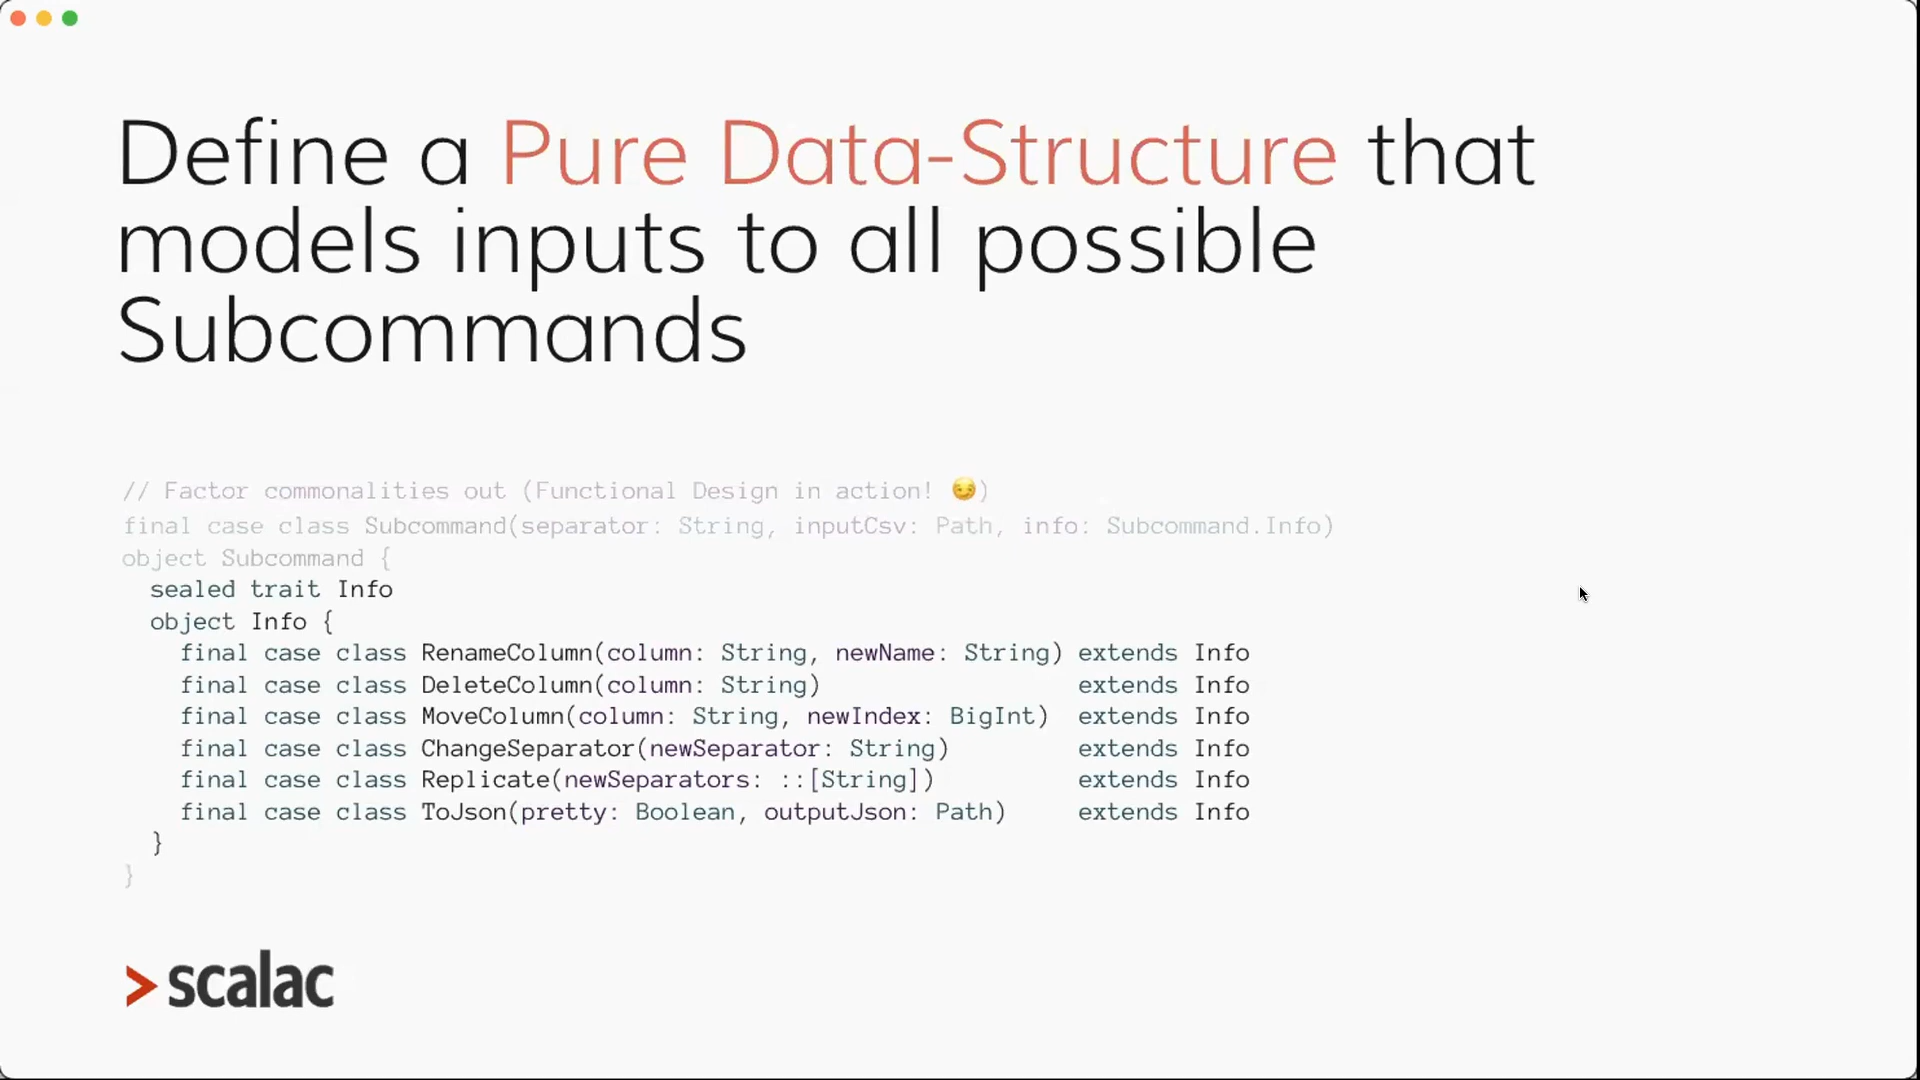 Define a Pure Data-Structure that
models inputs to all possible
Subcommands
// Factor commonalities out (Functional Design in action! 😏)
final case class Subcommand(separator: String, inputCsv: Path, info: Subcommand.Info)
object Subcommand {
  sealed trait Info
  object Info {
    final case class RenameColumn(column: String, newName: String) extends Info
    final case class DeleteColumn(column: String)                  extends Info
    final case class MoveColumn(column: String, newIndex: BigInt)  extends Info
    final case class ChangeSeparator(newSeparator: String)         extends Info
    final case class Replicate(newSeparators: ::[String])          extends Info
    final case class ToJson(pretty: Boolean, outputJson: Path)     extends Info
  }
}
scalac